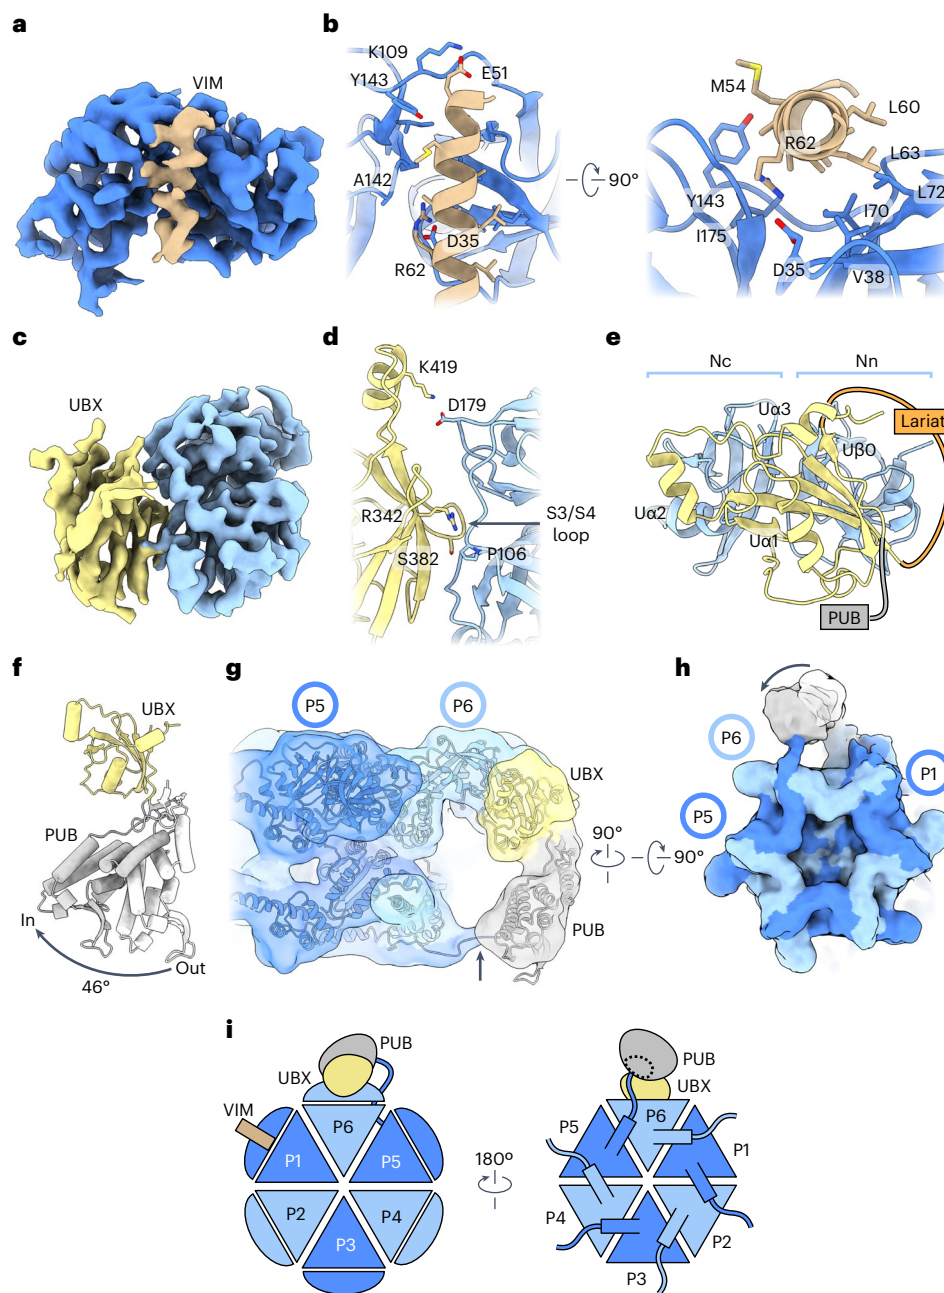 a
VIM
b
K109
Y143
E51
A142
D35
R62
90°
M54
L60
R62
L63
L72
Y143
I70
I175
D35
V38
c
UBX
d
K419
D179
R342
S3/S4
loop
S382
P106
e
Nc
Nn
Uα3
Lariat
Uβ0
Uα2
Uα1
PUB
f
UBX
PUB
In
Out
46°
g
P5
P6
UBX
PUB
90°
90°
h
P6
P1
P5
i
PUB
UBX
VIM
P6
P1
P5
P2
P4
P3
180°
PUB
UBX
P6
P5
P1
P4
P2
P3